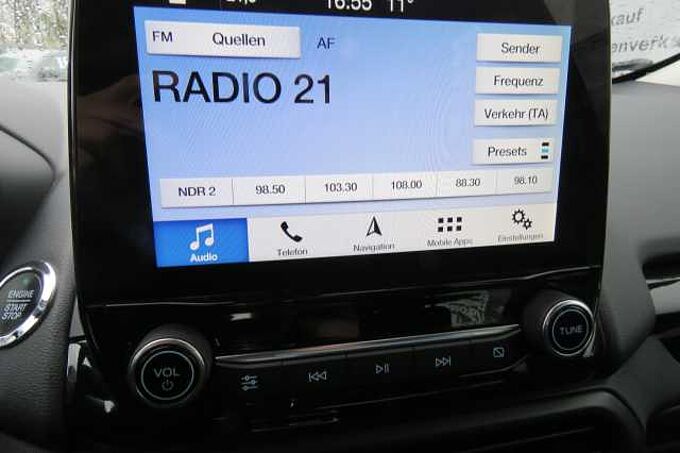 16:55 11°
FM Quellen AF
Sender
RADIO 21
Frequenz
Verkehr (TA)
Presets
NDR 2 98.50 103.30 108.00 88.30 98.10
Audio Telefon Navigation Mobile Apps Einstellungen
ENGINE
START
STOP
VOL
TUNE